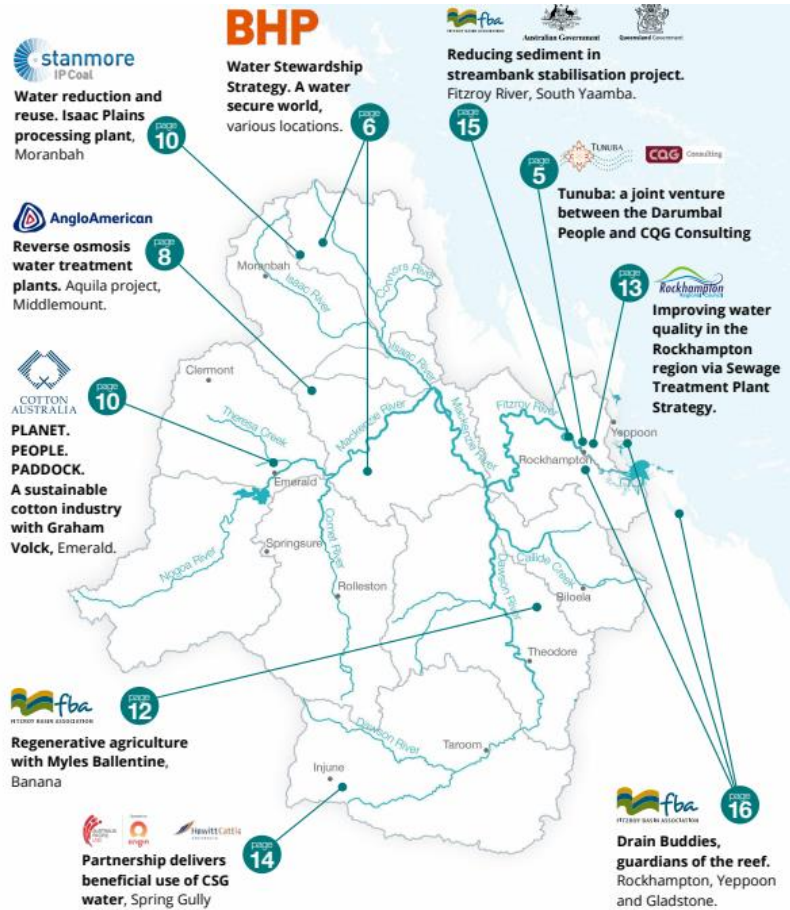 stanmore
IP Coal
Water reduction and
reuse. Isaac Plains
processing plant,
Moranbah
page
10
BHP
Water Stewardship
Strategy. A water
secure world,
various locations.
page
6
fba
FITZROY BASIN ASSOCIATION
Australian Government
Queensland Government
Reducing sediment in
streambank stabilisation project.
Fitzroy River, South Yaamba.
page
15
page
5
TUNUBA
CQG Consulting
Tunuba: a joint venture
between the Darumbal
People and CQG Consulting
AngloAmerican
Reverse osmosis
water treatment
plants. Aquila project,
Middlemount.
page
8
page
13
Rockhampton
Regional Council
Improving water
quality in the
Rockhampton
region via Sewage
Treatment Plant
Strategy.
COTTON
AUSTRALIA
page
10
PLANET.
PEOPLE.
PADDOCK.
A sustainable
cotton industry
with Graham
Volck, Emerald.
Moranbah
Isaac River
Connors River
Isaac River
Clermont
Theresa Creek
Mackenzie River
Mackenzie River
Fitzroy River
Yeppoon
Rockhampton
Emerald
Nogoa River
Springsure
Comet River
Rolleston
Dawson River
Callide Creek
Biloela
Theodore
Dawson River
Taroom
Injune
fba
FITZROY BASIN ASSOCIATION
page
12
Regenerative agriculture
with Myles Ballentine,
Banana
origin
HewittCattle
page
14
Partnership delivers
beneficial use of CSG
water, Spring Gully
fba
FITZROY BASIN ASSOCIATION
page
16
Drain Buddies,
guardians of the reef.
Rockhampton, Yeppoon
and Gladstone.